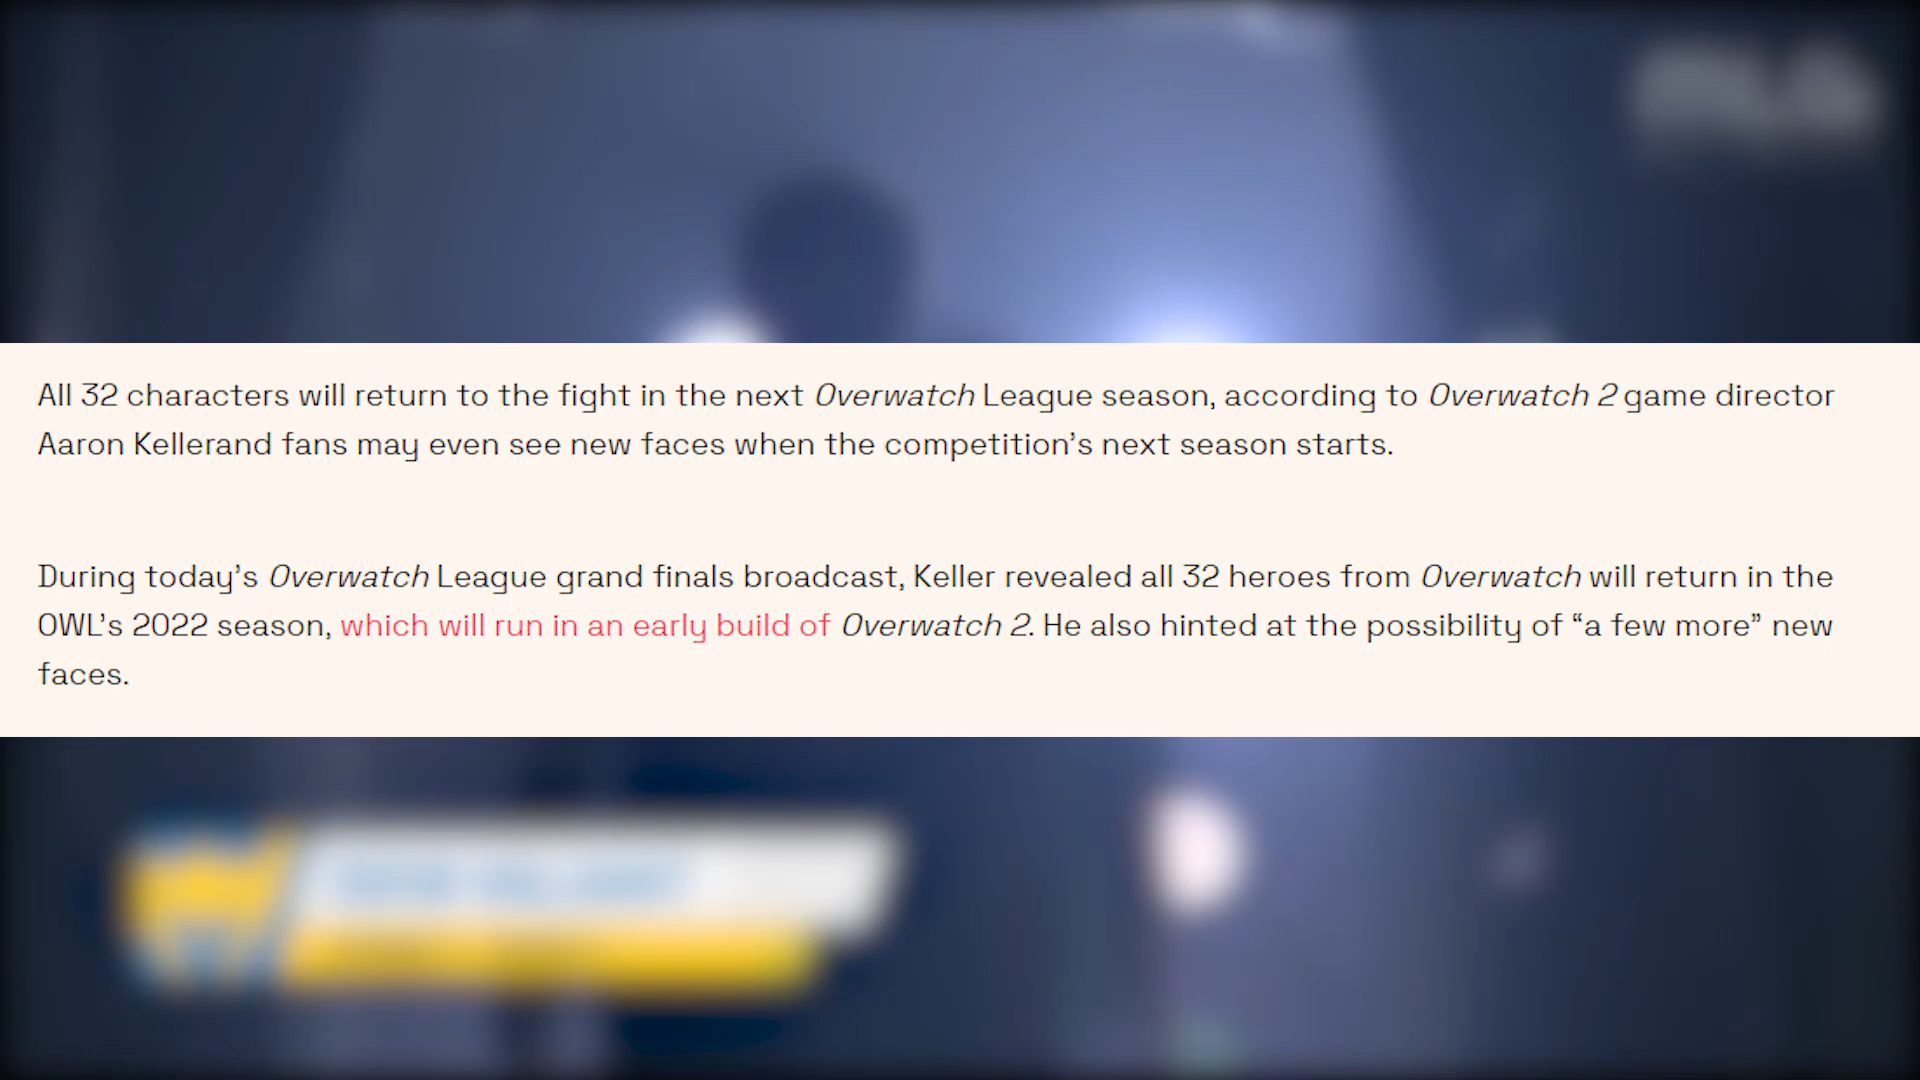 All 32 characters will return to the fight in the next Overwatch League season, according to Overwatch 2 game director
Aaron Kellerand fans may even see new faces when the competition’s next season starts.
During today’s Overwatch League grand finals broadcast, Keller revealed all 32 heroes from Overwatch will return in the
OWL’s 2022 season, which will run in an early build of Overwatch 2. He also hinted at the possibility of “a few more” new
faces.